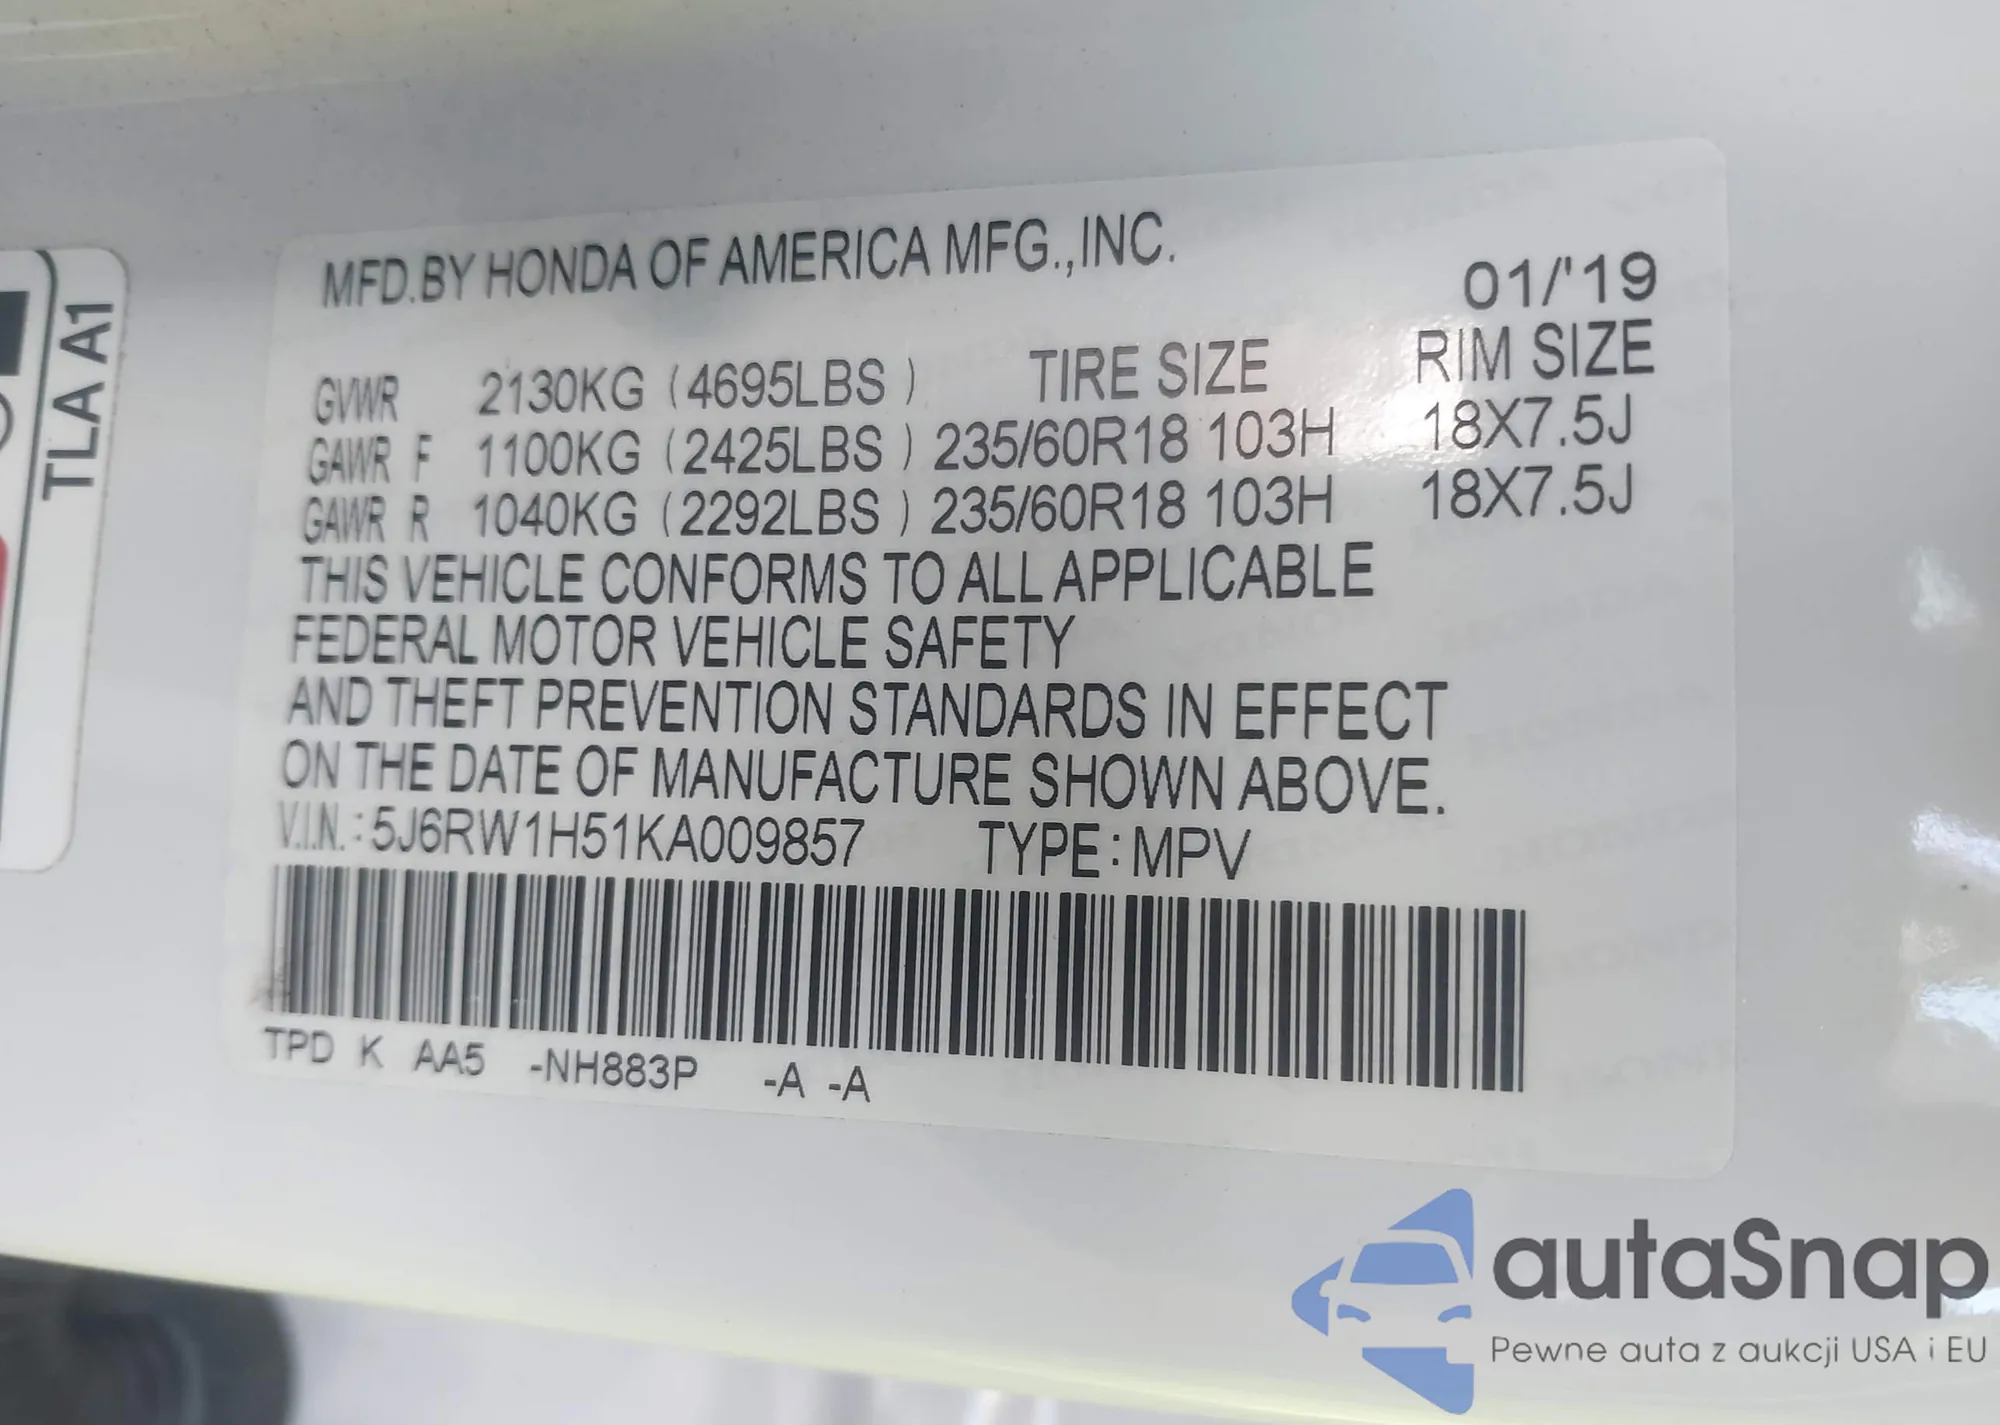 TLA A1
MFD.BY HONDA OF AMERICA MFG.,INC.
01/'19
GVWR 2130KG (4695LBS ) TIRE SIZE RIM SIZE
GAWR F 1100KG (2425LBS ) 235/60R18 103H 18X7.5J
GAWR R 1040KG (2292LBS ) 235/60R18 103H 18X7.5J
THIS VEHICLE CONFORMS TO ALL APPLICABLE
FEDERAL MOTOR VEHICLE SAFETY
AND THEFT PREVENTION STANDARDS IN EFFECT
ON THE DATE OF MANUFACTURE SHOWN ABOVE.
V.I.N.:5J6RW1H51KA009857 TYPE:MPV
TPD K AA5 -NH883P -A -A
autaSnap
Pewne auta z aukcji USA i EU